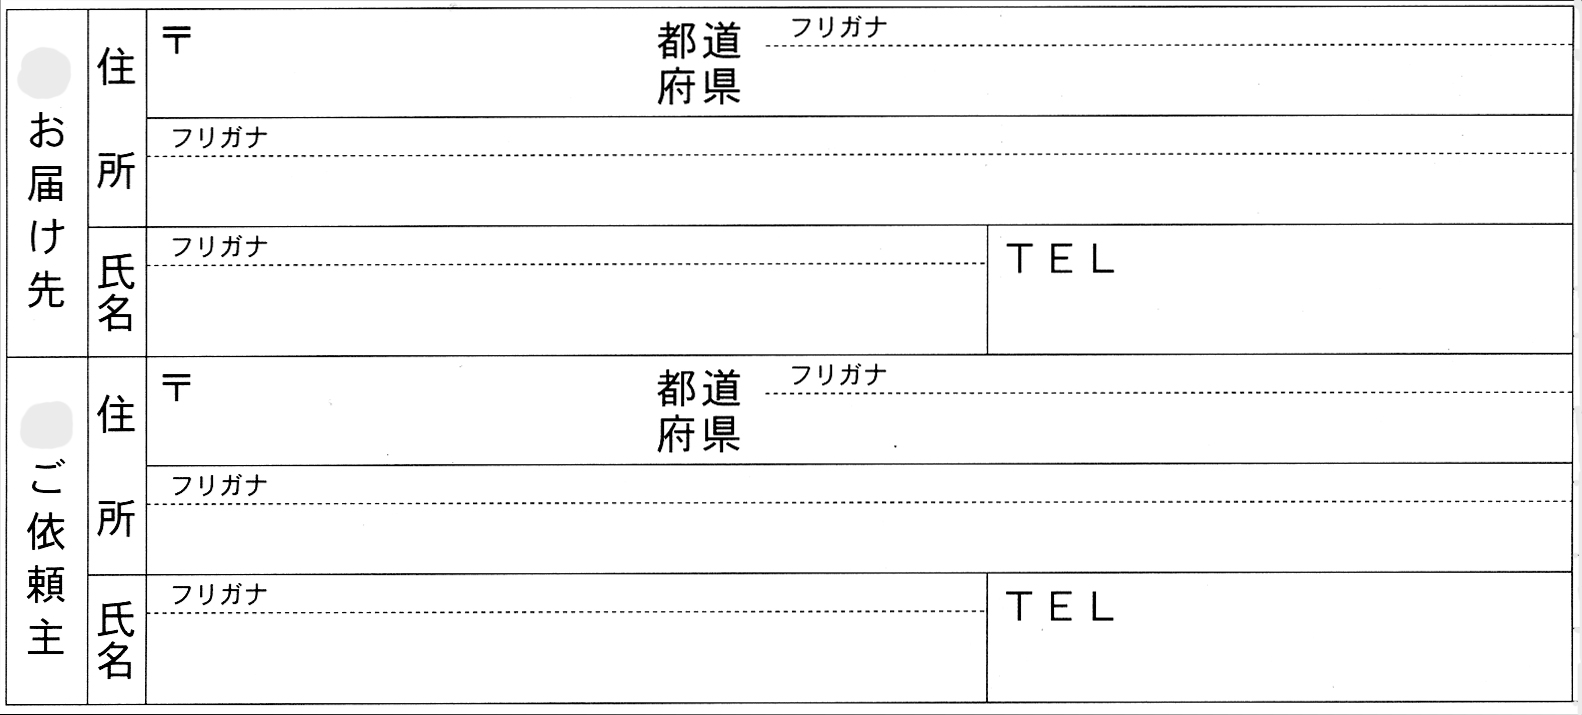 お届け先
住所
〒
都道府県
フリガナ
フリガナ
氏名
フリガナ
TEL
ご依頼主
住所
〒
都道府県
フリガナ
フリガナ
氏名
フリガナ
TEL